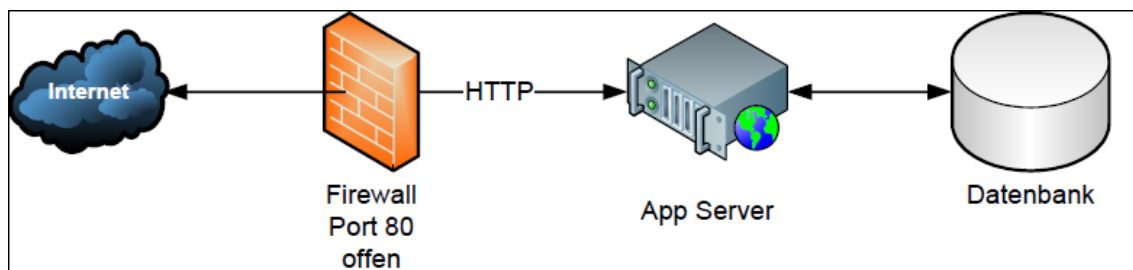 Internet
HTTP
Firewall
Port 80
offen
App Server
Datenbank